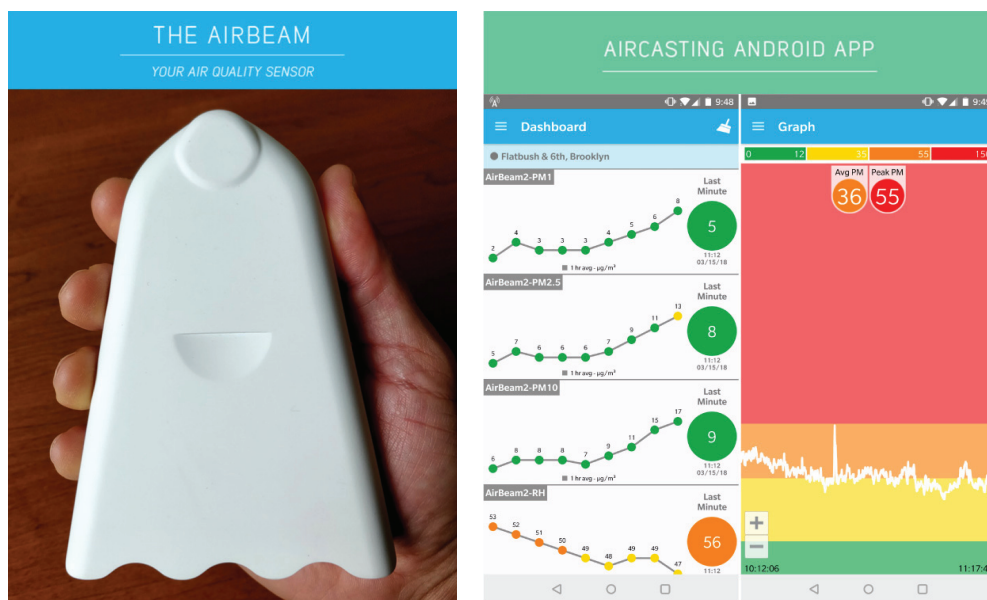 THE AIRBEAM
YOUR AIR QUALITY SENSOR
AIRCASTING ANDROID APP
9:48
Dashboard
Flatbush & 6th, Brooklyn
AirBeam2-PM1
Last
Minute
2 4 3 3 3 4 5 6 8
5
1 hr avg - µg/m³
11:12
03/15/18
AirBeam2-PM2.5
Last
Minute
5 7 6 6 6 7 9 11 13
8
1 hr avg - µg/m³
11:12
03/15/18
AirBeam2-PM10
Last
Minute
6 8 8 8 7 9 11 15 17
9
1 hr avg - µg/m³
11:12
03/15/18
AirBeam2-RH
Last
Minute
53 52 51 50 49 48 49 49 47
56
11:12
Graph
0 12 35 55 150
Avg PM Peak PM
36 55
+
−
10:12:06